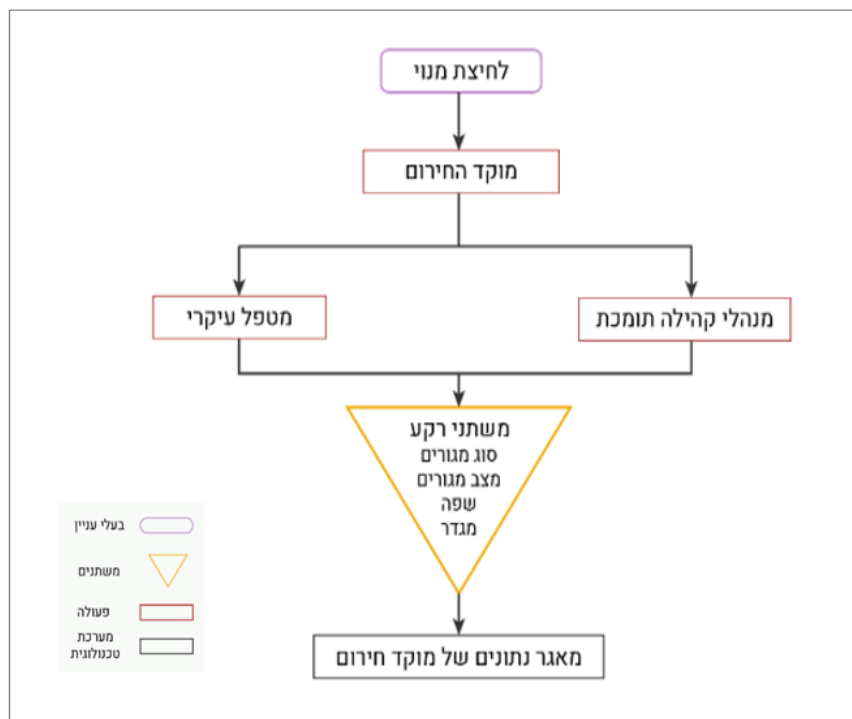 לחיצת מנוי
מוקד החירום
מטפל עיקרי
מנהלי קהילה תומכת
משתני רקע
סוג מגורים
מצב מגורים
שפה
מגדר
מאגר נתונים של מוקד חירום
בעלי עניין
משתנים
פעולה
מערכת
טכנולוגית